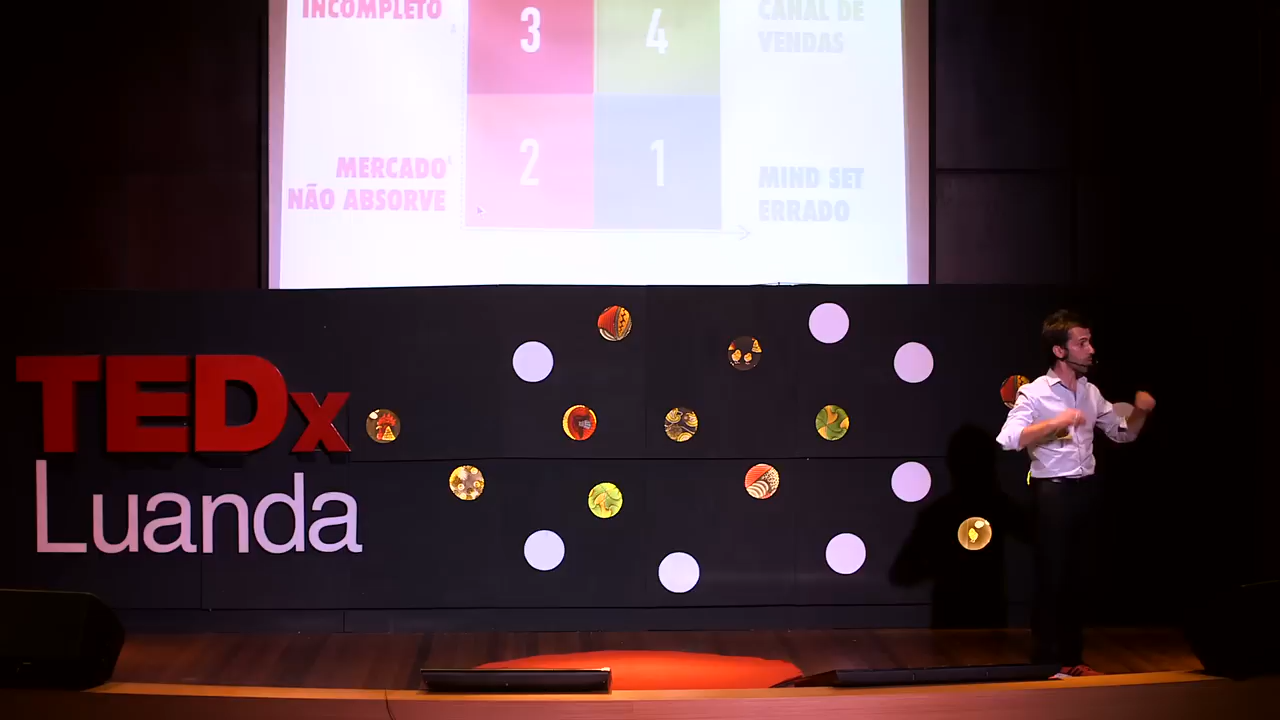 INCOMPLETO
3
4
CANAL DE
VENDAS
MERCADO
NÃO ABSORVE
2
1
MIND SET
ERRADO
TEDx
Luanda